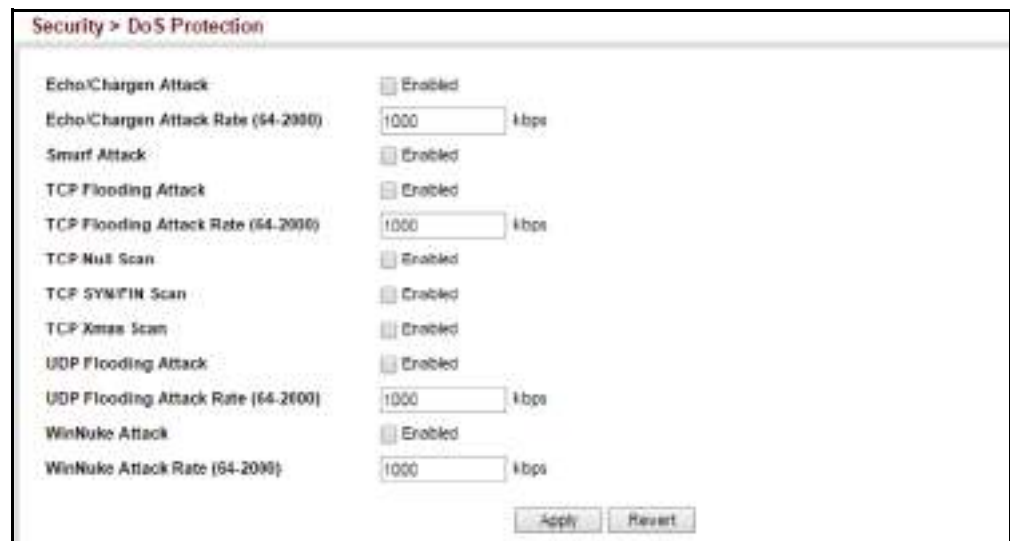 Security > DoS Protection
Echo/Chargen Attack Enabled
Echo/Chargen Attack Rate (64-2000) 1000 kbps
Smurf Attack Enabled
TCP Flooding Attack Enabled
TCP Flooding Attack Rate (64-2000) 1000 kbps
TCP Null Scan Enabled
TCP SYN/FIN Scan Enabled
TCP Xmas Scan Enabled
UDP Flooding Attack Enabled
UDP Flooding Attack Rate (64-2000) 1000 kbps
WinNuke Attack Enabled
WinNuke Attack Rate (64-2000) 1000 kbps
Apply Revert